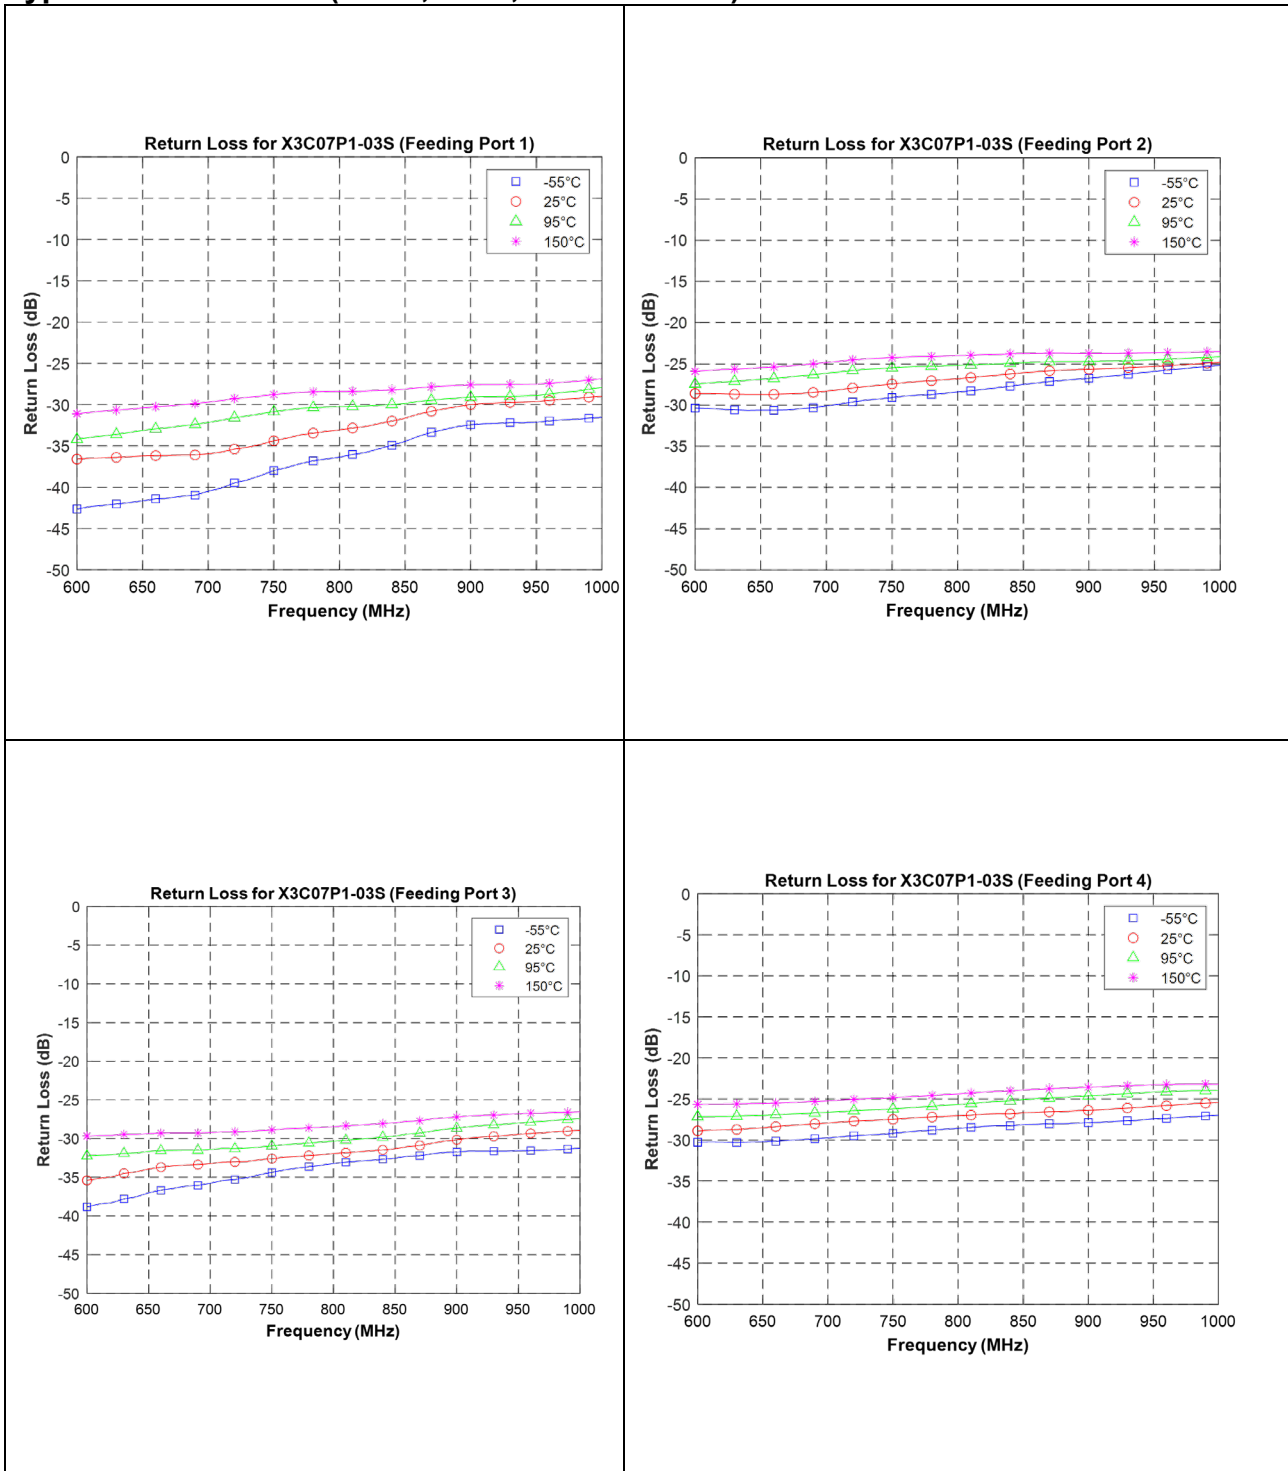 Return Loss for X3C07P1-03S (Feeding Port 1)
0
-5
-10
-15
-20
-25
-30
-35
-40
-45
-50
Return Loss (dB)
-55°C
25°C
95°C
150°C
600 650 700 750 800 850 900 950 1000
Frequency (MHz)
Return Loss for X3C07P1-03S (Feeding Port 2)
0
-5
-10
-15
-20
-25
-30
-35
-40
-45
-50
Return Loss (dB)
-55°C
25°C
95°C
150°C
600 650 700 750 800 850 900 950 1000
Frequency (MHz)
Return Loss for X3C07P1-03S (Feeding Port 3)
0
-5
-10
-15
-20
-25
-30
-35
-40
-45
-50
Return Loss (dB)
-55°C
25°C
95°C
150°C
600 650 700 750 800 850 900 950 1000
Frequency (MHz)
Return Loss for X3C07P1-03S (Feeding Port 4)
0
-5
-10
-15
-20
-25
-30
-35
-40
-45
-50
Return Loss (dB)
-55°C
25°C
95°C
150°C
600 650 700 750 800 850 900 950 1000
Frequency (MHz)